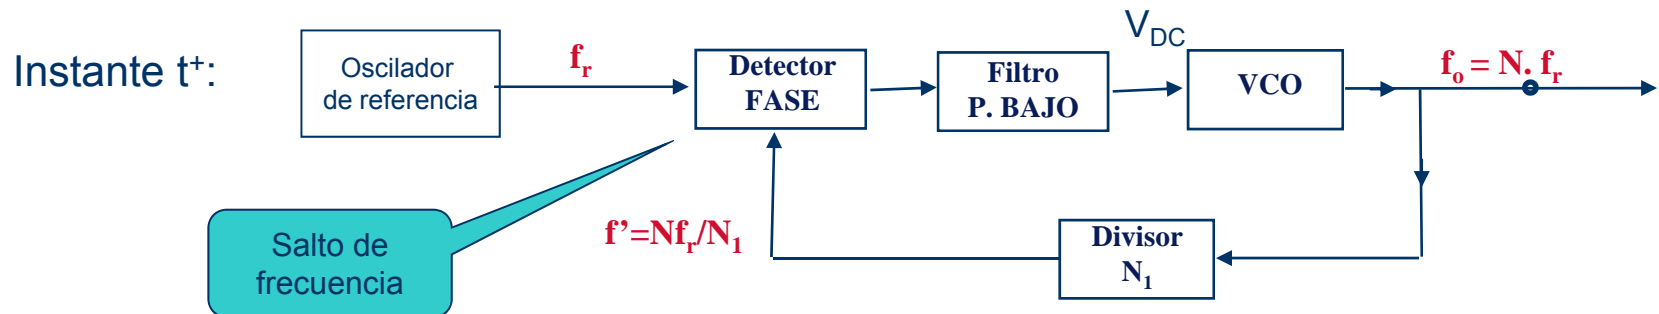 Instante t⁺:
Oscilador
de referencia
fᵣ
Detector
FASE
Filtro
P. BAJO
V_DC
VCO
fₒ = N. fᵣ
Salto de
frecuencia
f’=Nfᵣ/N₁
Divisor
N₁